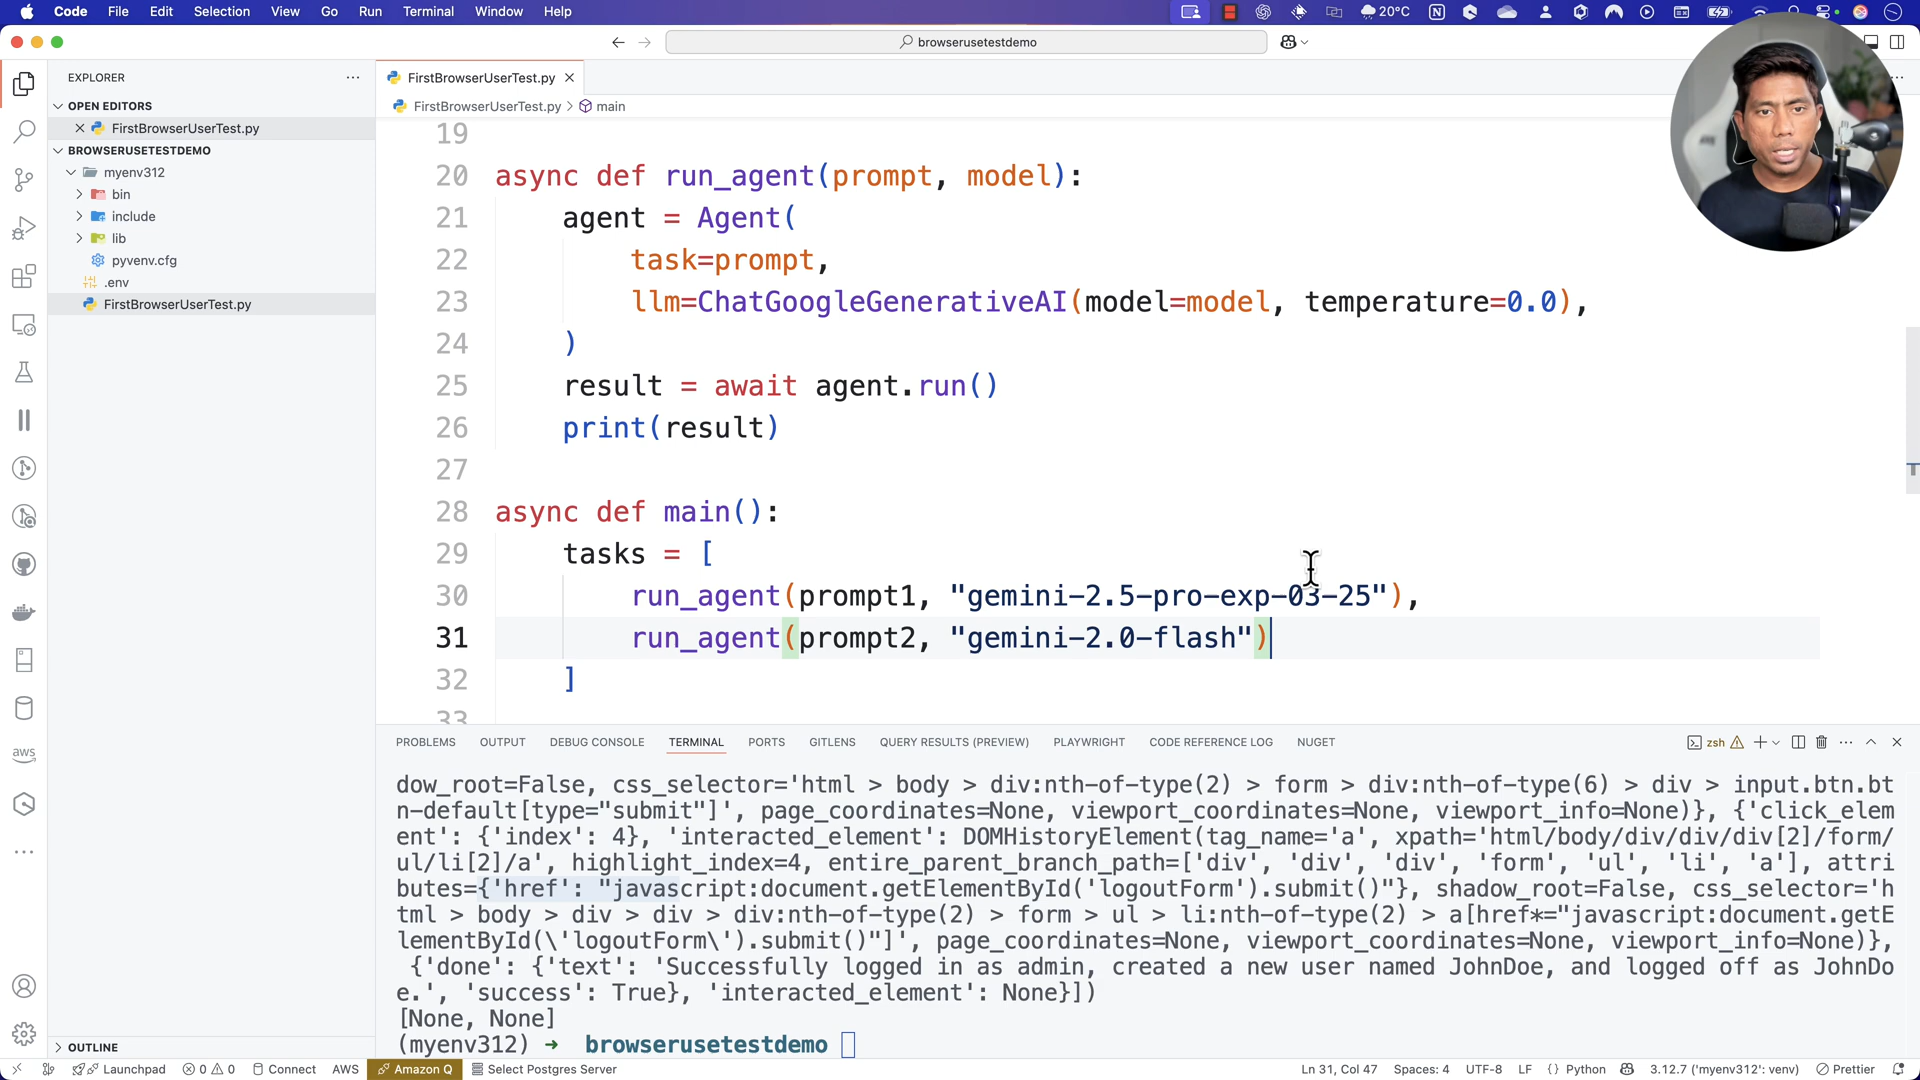 Code File Edit Selection View Go Run Terminal Window Help 20°C
browserusetestdemo
EXPLORER
OPEN EDITORS
FirstBrowserUserTest.py
BROWSERUSETESTDEMO
myenv312
bin
include
lib
pyvenv.cfg
.env
FirstBrowserUserTest.py
OUTLINE
aws
FirstBrowserUserTest.py
FirstBrowserUserTest.py > main
19
20 async def run_agent(prompt, model):
21 agent = Agent(
22 task=prompt,
23 llm=ChatGoogleGenerativeAI(model=model, temperature=0.0),
24 )
25 result = await agent.run()
26 print(result)
27
28 async def main():
29 tasks = [
30 run_agent(prompt1, "gemini-2.5-pro-exp-03-25"),
31 run_agent(prompt2, "gemini-2.0-flash")
32 ]
33
PROBLEMS OUTPUT DEBUG CONSOLE TERMINAL PORTS GITLENS QUERY RESULTS (PREVIEW) PLAYWRIGHT CODE REFERENCE LOG NUGET zsh
dow_root=False, css_selector='html > body > div:nth-of-type(2) > form > div:nth-of-type(6) > div > input.btn.bt
n-default[type="submit"]', page_coordinates=None, viewport_coordinates=None, viewport_info=None)}, {'click_elem
ent': {'index': 4}, 'interacted_element': DOMHistoryElement(tag_name='a', xpath='html/body/div/div/div[2]/form/
ul/li[2]/a', highlight_index=4, entire_parent_branch_path=['div', 'div', 'div', 'form', 'ul', 'li', 'a'], attri
butes={'href': "javascript:document.getElementById('logoutForm').submit()"}, shadow_root=False, css_selector='h
tml > body > div > div > div:nth-of-type(2) > form > ul > li:nth-of-type(2) > a[href*="javascript:document.getE
lementById(\'logoutForm\').submit()"]', page_coordinates=None, viewport_coordinates=None, viewport_info=None)},
{'done': {'text': 'Successfully logged in as admin, created a new user named JohnDoe, and logged off as JohnDo
e.', 'success': True}, 'interacted_element': None}])
[None, None]
(myenv312) → browserusetestdemo
Launchpad 0 0 Connect AWS Amazon Q Select Postgres Server Ln 31, Col 47 Spaces: 4 UTF-8 LF {} Python 3.12.7 ('myenv312': venv) Prettier